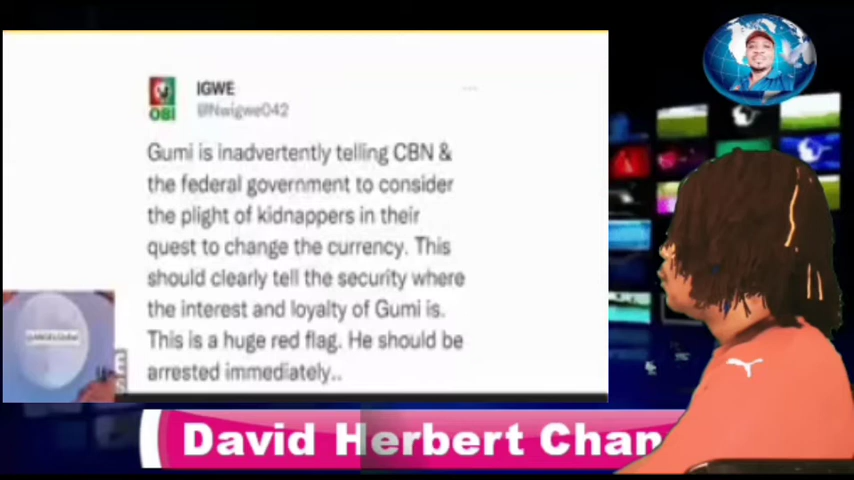 IGWE
@Nwigwe042
OBI
Gumi is inadvertently telling CBN &
the federal government to consider
the plight of kidnappers in their
quest to change the currency. This
should clearly tell the security where
the interest and loyalty of Gumi is.
This is a huge red flag. He should be
arrested immediately..
David Herbert Chan